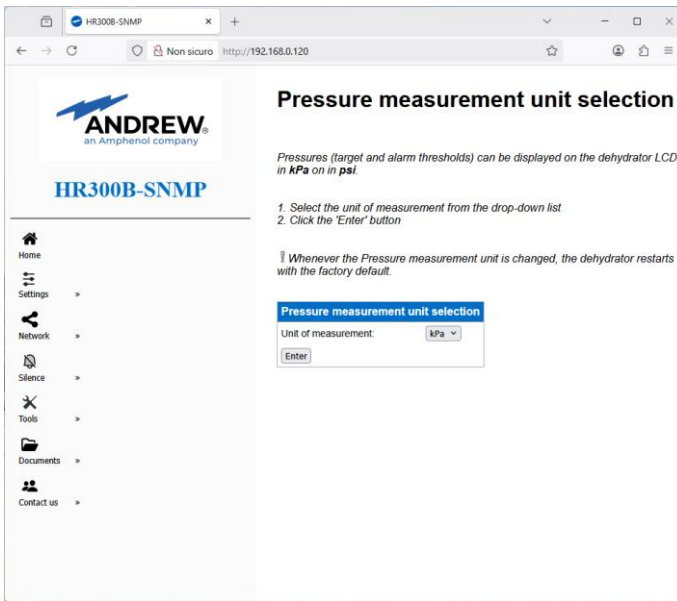 HR300B-SNMP
Non sicuro http://192.168.0.120
ANDREW®
an Amphenol company
HR300B-SNMP
Home
Settings »
Network »
Silence »
Tools »
Documents »
Contact us »
Pressure measurement unit selection
Pressures (target and alarm thresholds) can be displayed on the dehydrator LCD
in kPa on in psi.
1. Select the unit of measurement from the drop-down list
2. Click the 'Enter' button
Whenever the Pressure measurement unit is changed, the dehydrator restarts
with the factory default.
Pressure measurement unit selection
Unit of measurement: kPa
Enter